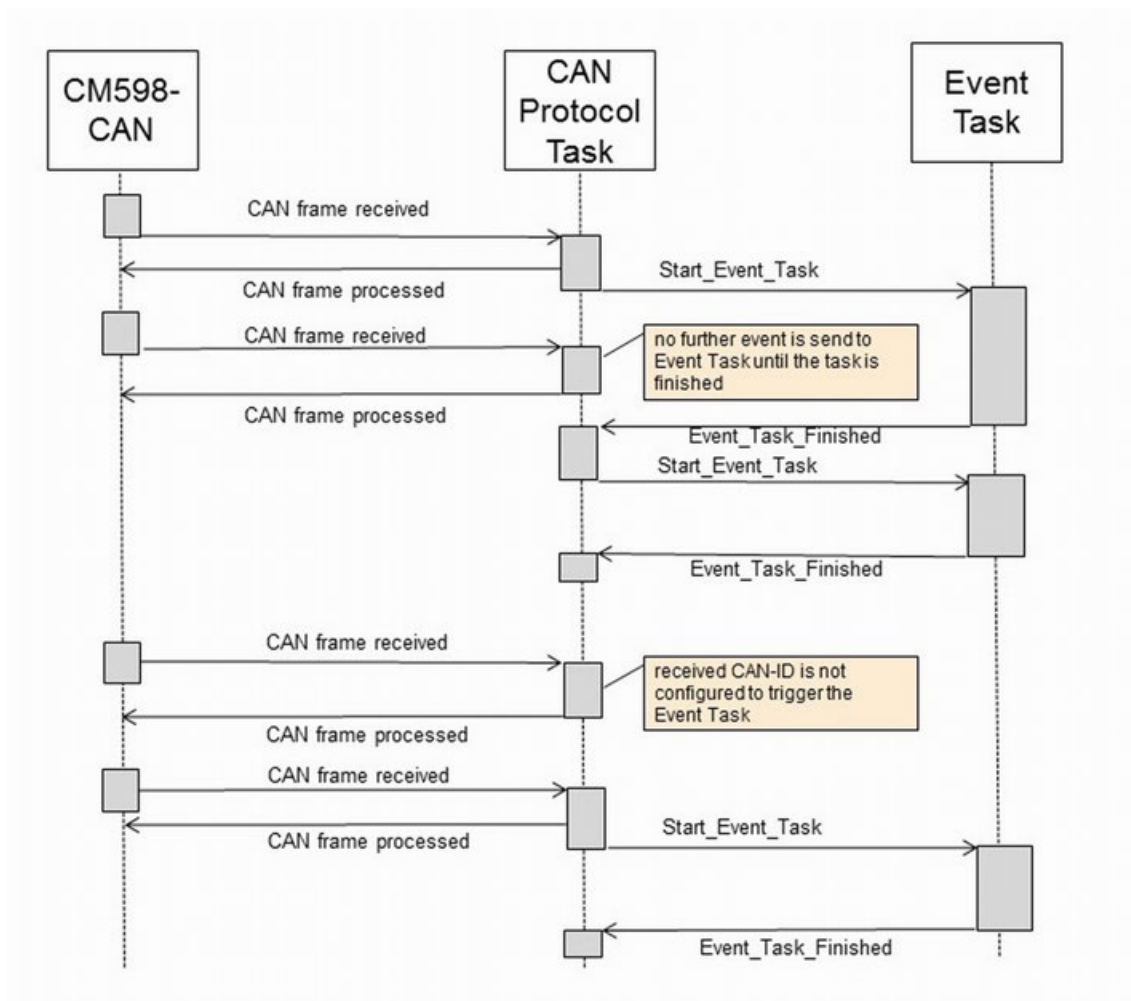 CM598-
CAN
CAN
Protocol
Task
Event
Task
CAN frame received
Start_Event_Task
CAN frame processed
CAN frame received
no further event is send to
Event Task until the task is
finished
CAN frame processed
Event_Task_Finished
Start_Event_Task
Event_Task_Finished
CAN frame received
received CAN-ID is not
configured to trigger the
Event Task
CAN frame processed
CAN frame received
Start_Event_Task
CAN frame processed
Event_Task_Finished